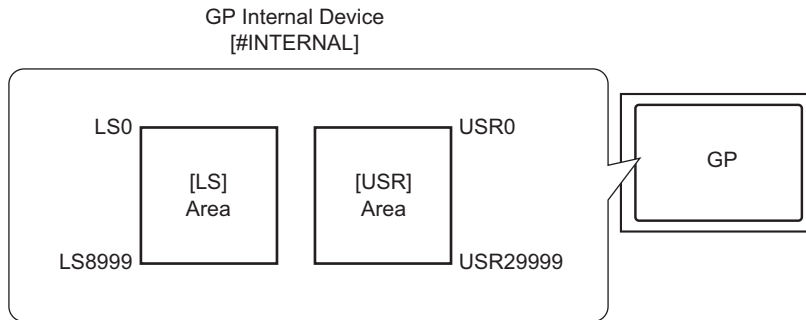 GP Internal Device
[#INTERNAL]
LS0
[LS]
Area
LS8999
USR0
[USR]
Area
USR29999
GP